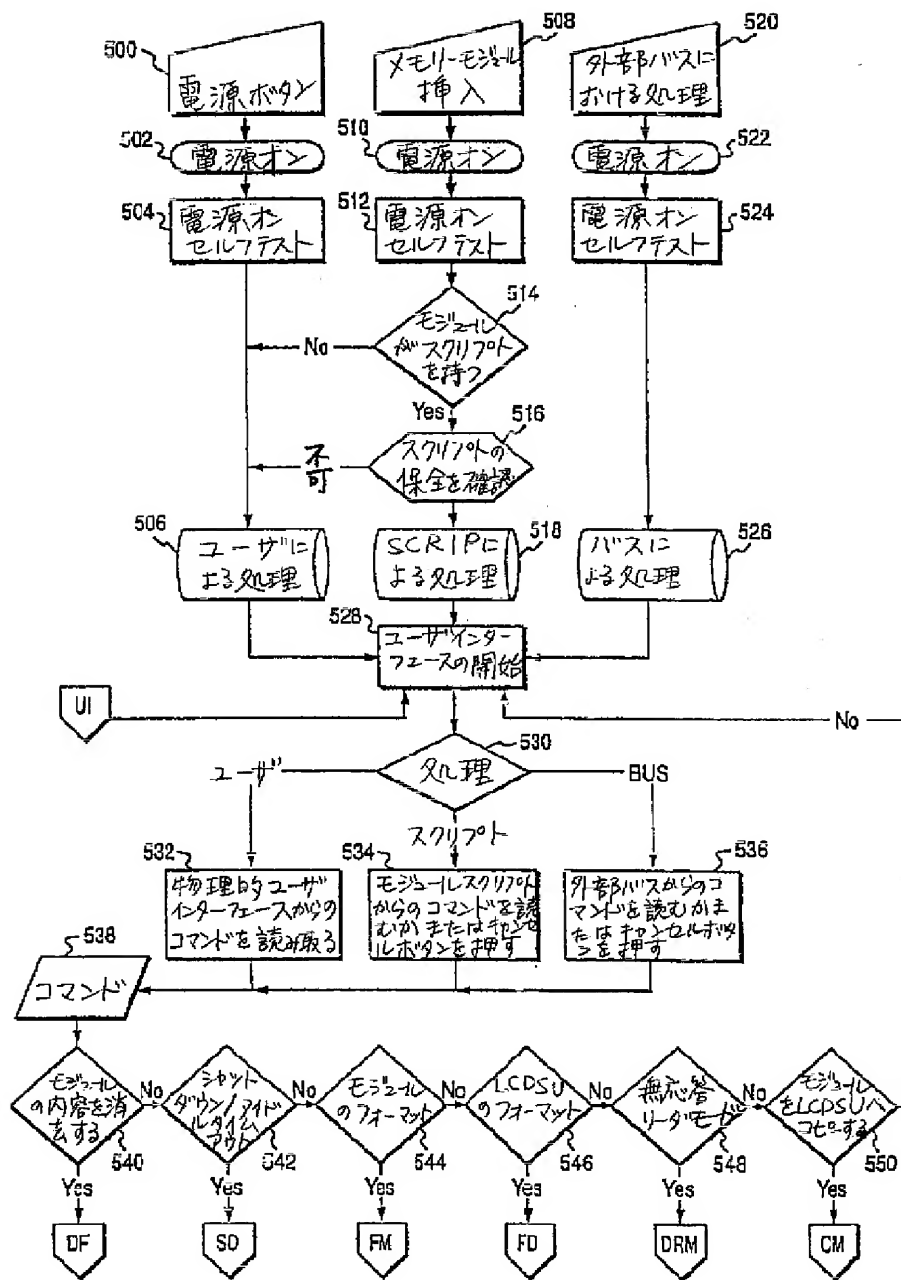 500
電源ボタン
508
メモリーモジュール
挿入
520
外部バスに
おける処理
502
電源オン
510
電源オン
522
電源オン
504
電源オン
セルフテスト
512
電源オン
セルフテスト
524
電源オン
セルフテスト
514
モジュール
がスクリプト
を持つ
No
Yes
516
スクリプトの
保全を確認
不可
506
ユーザに
よる処理
518
SCRIPに
よる処理
526
バスに
よる処理
528
ユーザインター
フェースの開始
UI
No
530
処理
ユーザ
BUS
スクリプト
532
物理的ユーザ
インターフェースからの
コマンドを読み取る
534
モジュールスクリプト
からのコマンドを読
むかまたはキャンセ
ルボタンを押す
536
外部バスからのコ
マンドを読むかま
たはキャンセルボタ
ンを押す
538
コマンド
モジュール
の内容を消
去する
540
No
シャット
ダウン/アイド
ルタイム
アウト
542
No
モジュール
のフォーマット
544
No
LCDSU
のフォーマット
546
No
無応答
リーダモード
548
No
モジュール
をLCDSUへ
コピーする
550
Yes
Yes
Yes
Yes
Yes
Yes
DF
SD
FM
FD
DRM
CM